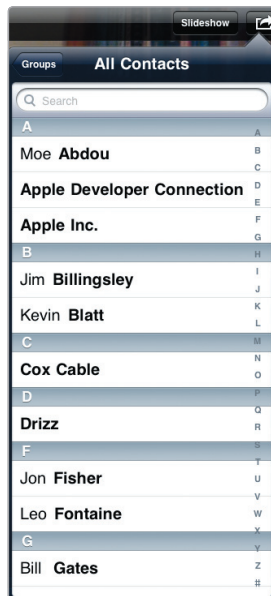 Slideshow
Groups All Contacts
Search
A
Moe Abdou
Apple Developer Connection
Apple Inc.
B
Jim Billingsley
Kevin Blatt
C
Cox Cable
D
Drizz
F
Jon Fisher
Leo Fontaine
G
Bill Gates
A
B
C
D
E
F
G
H
I
J
K
L
M
N
O
P
Q
R
S
T
U
V
W
X
Y
Z
#